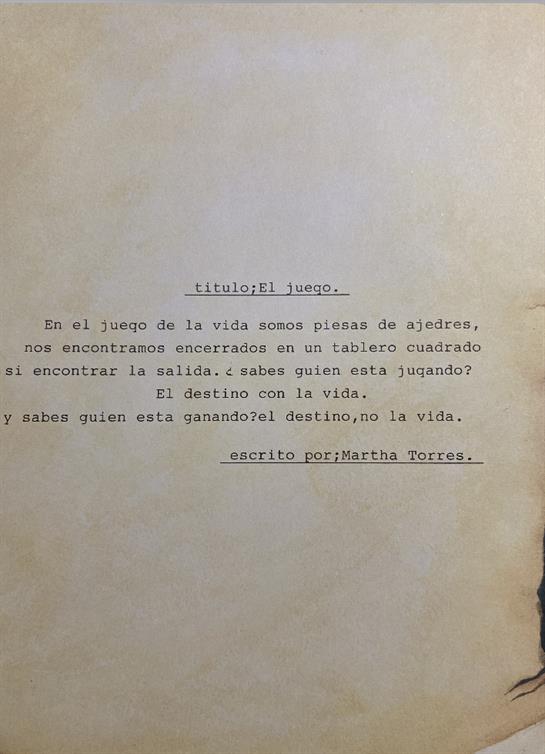 titulo;El juego.
En el juego de la vida somos piesas de ajedres,
nos encontramos encerrados en un tablero cuadrado
si encontrar la salida.¿ sabes guien esta jugando?
El destino con la vida.
y sabes guien esta ganando?el destino,no la vida.
escrito por;Martha Torres.